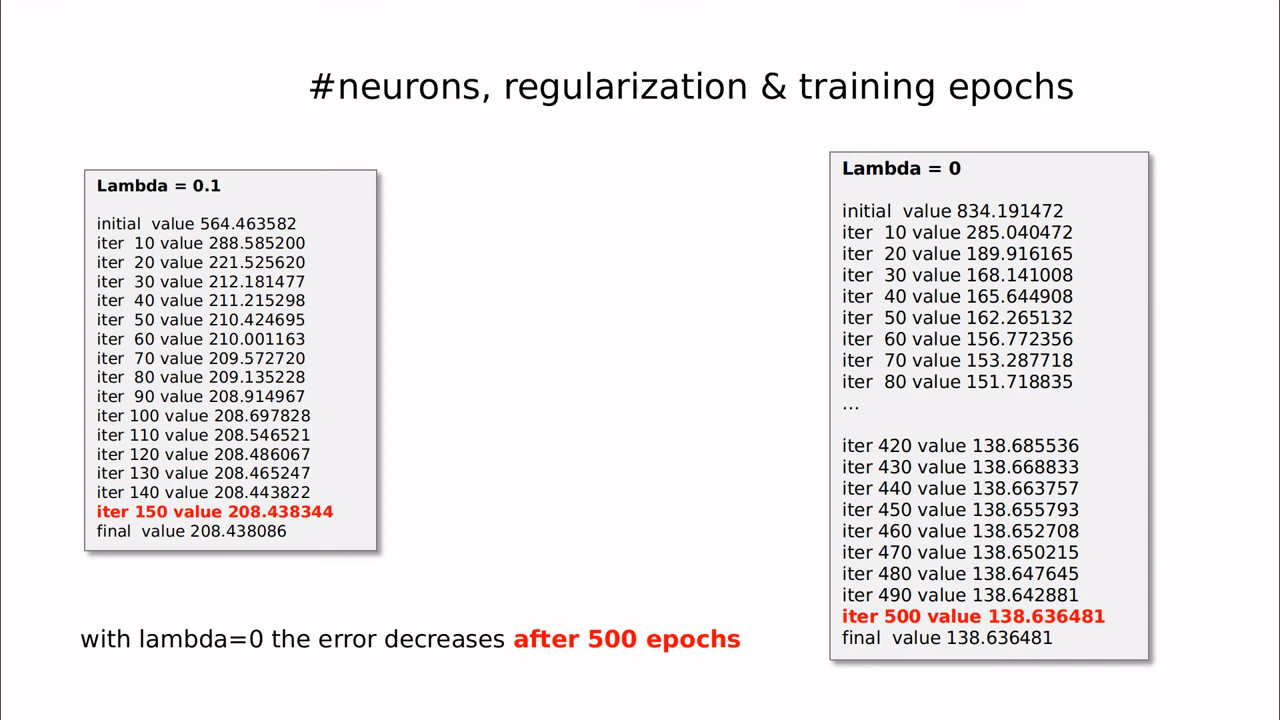 #neurons, regularization & training epochs
Lambda = 0.1
initial  value 564.463582
iter  10 value 288.585200
iter  20 value 221.525620
iter  30 value 212.181477
iter  40 value 211.215298
iter  50 value 210.424695
iter  60 value 210.001163
iter  70 value 209.572720
iter  80 value 209.135228
iter  90 value 208.914967
iter 100 value 208.697828
iter 110 value 208.546521
iter 120 value 208.486067
iter 130 value 208.465247
iter 140 value 208.443822
iter 150 value 208.438344
final  value 208.438086
Lambda = 0
initial  value 834.191472
iter  10 value 285.040472
iter  20 value 189.916165
iter  30 value 168.141008
iter  40 value 165.644908
iter  50 value 162.265132
iter  60 value 156.772356
iter  70 value 153.287718
iter  80 value 151.718835
...
iter 420 value 138.685536
iter 430 value 138.668833
iter 440 value 138.663757
iter 450 value 138.655793
iter 460 value 138.652708
iter 470 value 138.650215
iter 480 value 138.647645
iter 490 value 138.642881
iter 500 value 138.636481
final  value 138.636481
with lambda=0 the error decreases after 500 epochs